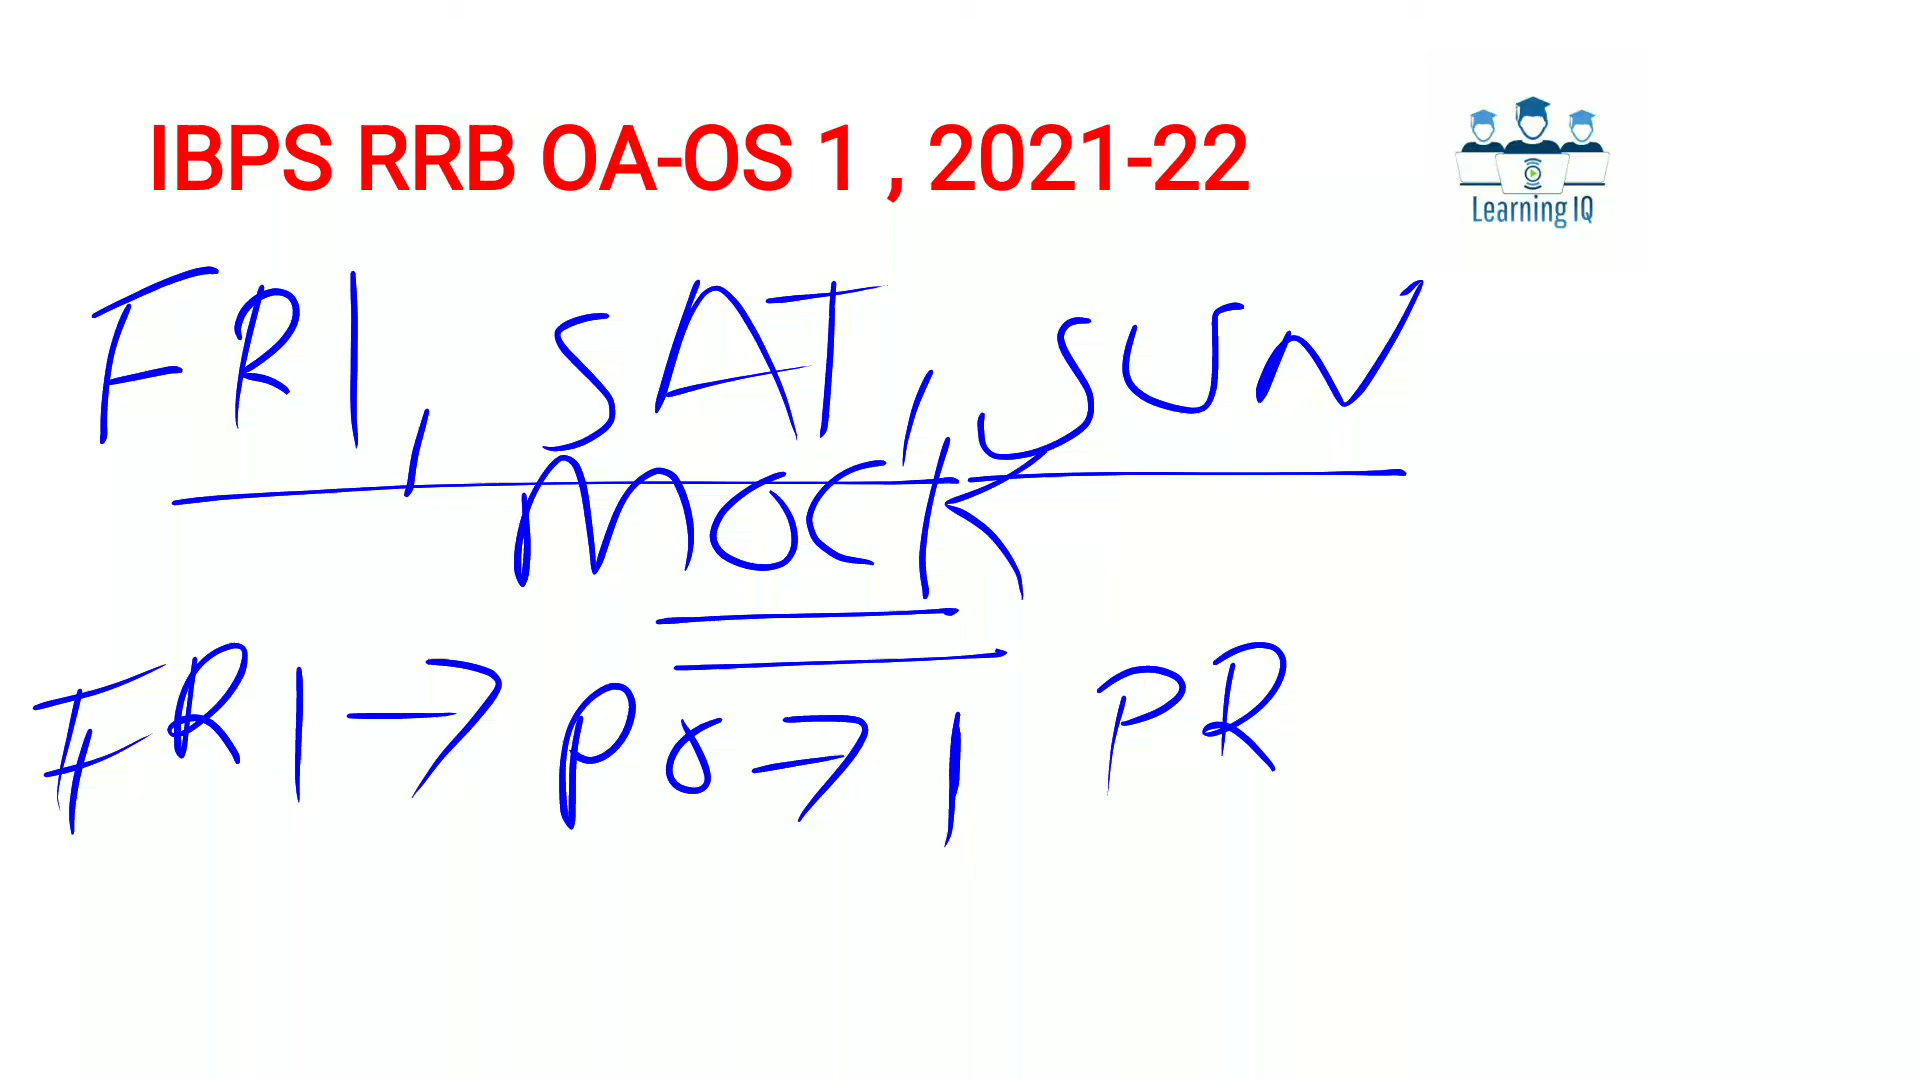 IBPS RRB OA-OS 1 , 2021-22
Learning IQ
FRI, SAT, SUN
MOCK
FRI → PO → 1 PR